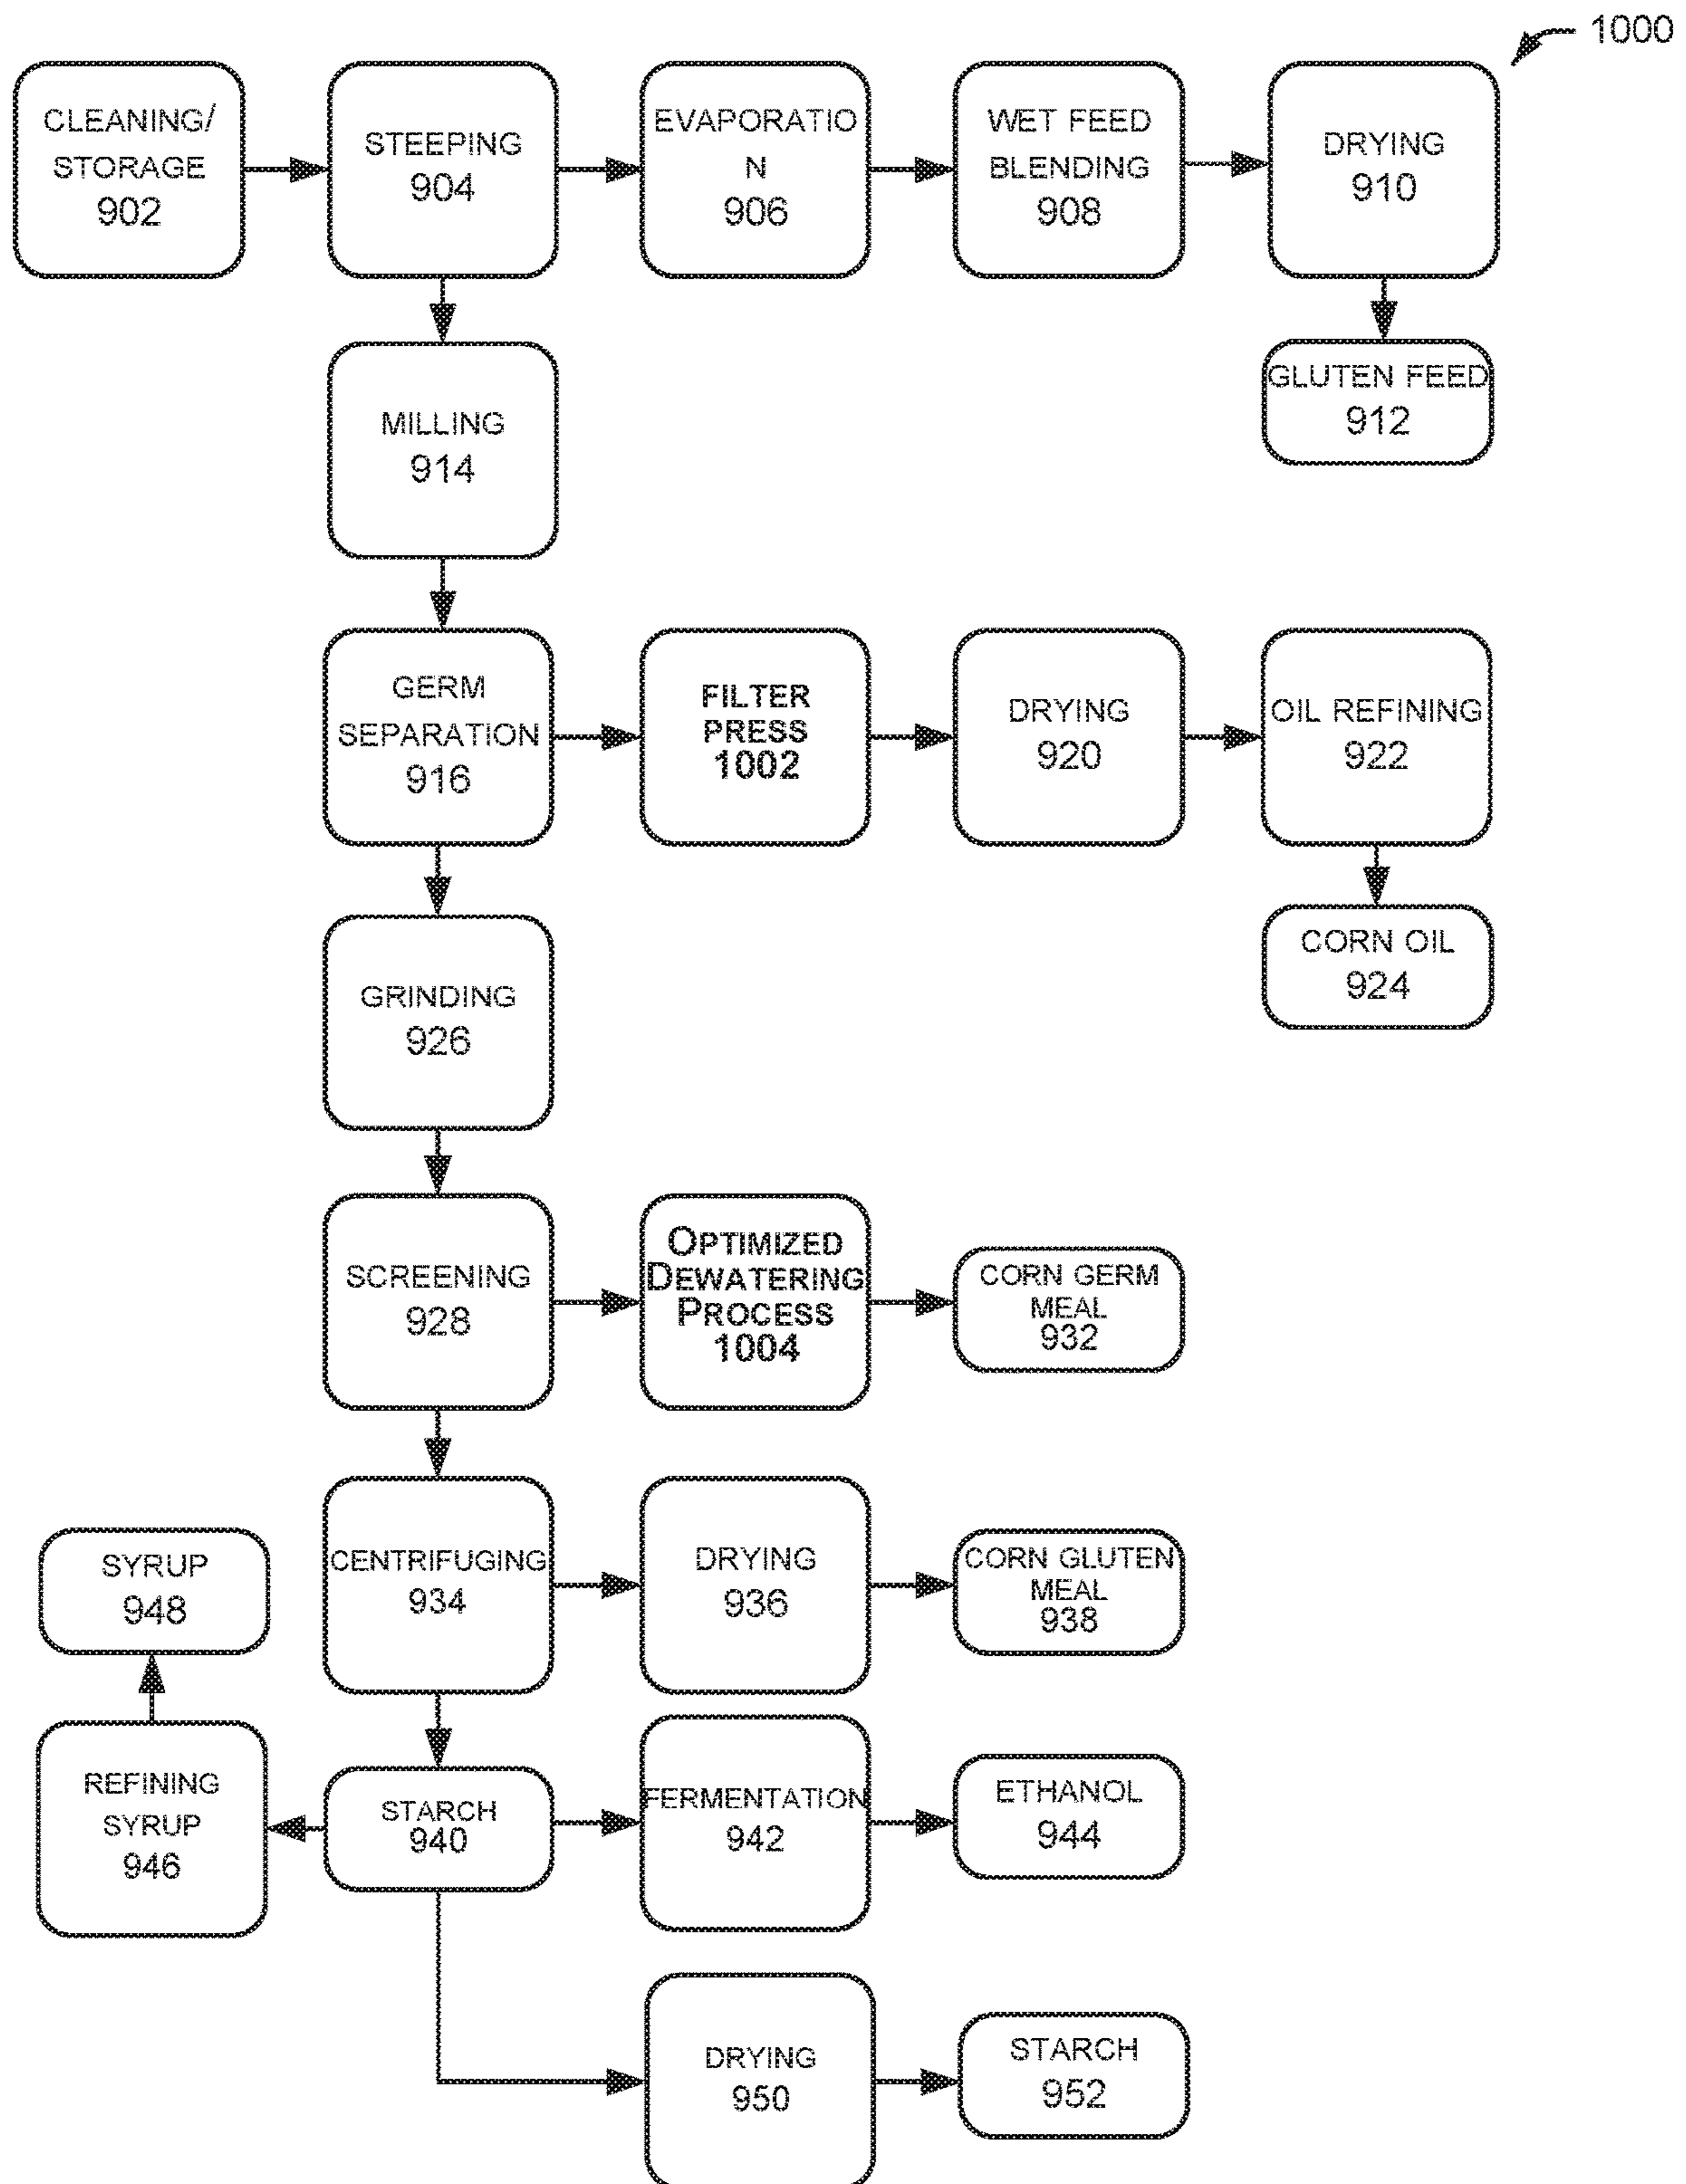 1000
CLEANING/
STORAGE
902
STEEPING
904
EVAPORATIO
N
906
WET FEED
BLENDING
908
DRYING
910
GLUTEN FEED
912
MILLING
914
GERM
SEPARATION
916
FILTER
PRESS
1002
DRYING
920
OIL REFINING
922
CORN OIL
924
GRINDING
926
SCREENING
928
OPTIMIZED
DEWATERING
PROCESS
1004
CORN GERM
MEAL
932
CENTRIFUGING
934
DRYING
936
CORN GLUTEN
MEAL
938
SYRUP
948
REFINING
SYRUP
946
STARCH
940
FERMENTATION
942
ETHANOL
944
DRYING
950
STARCH
952